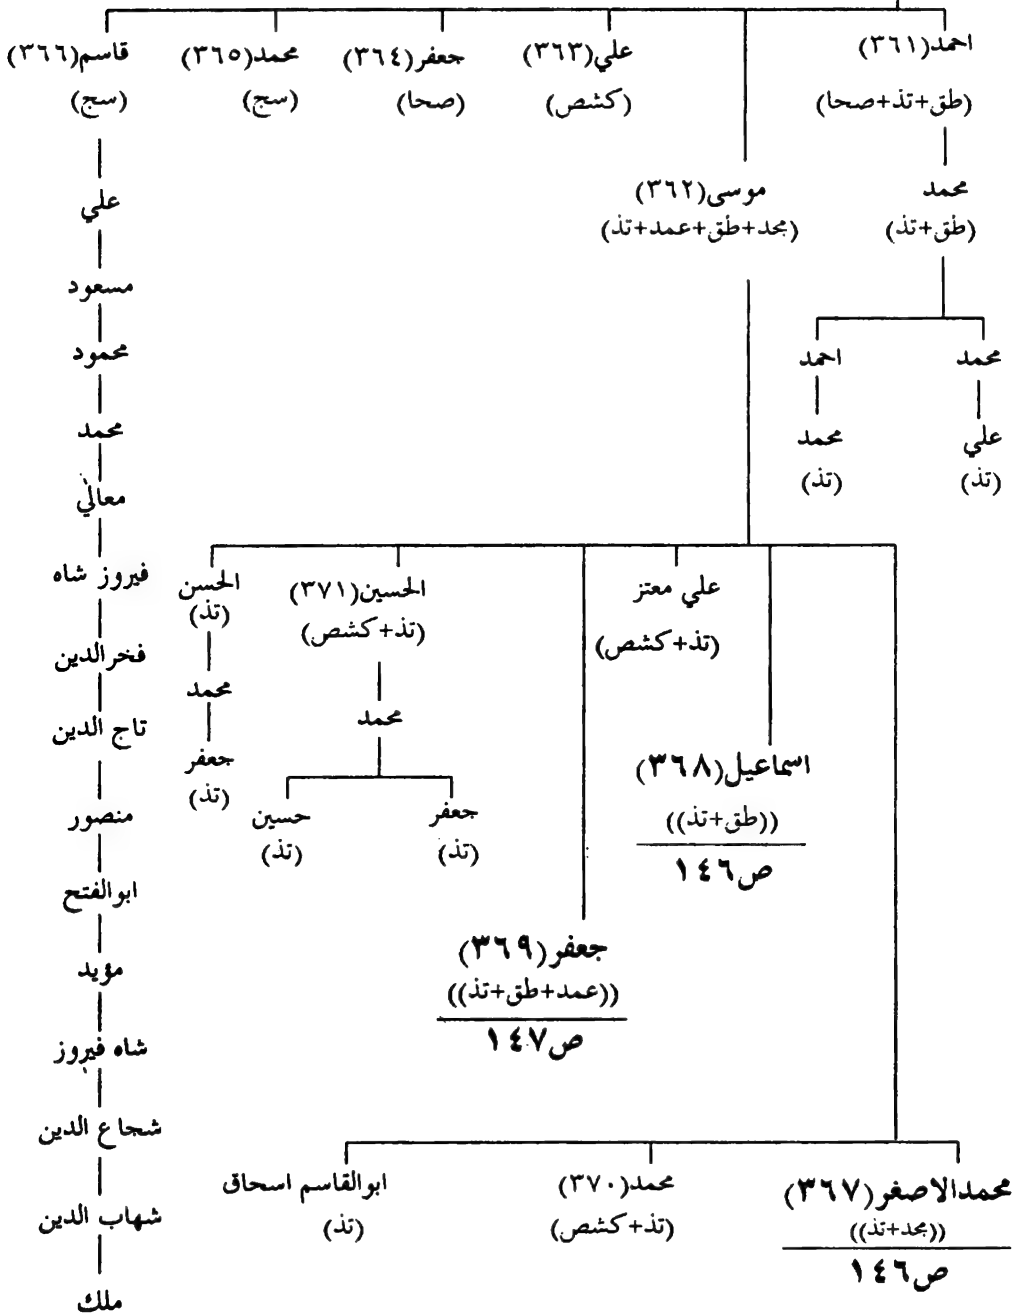 احمد(٣٦١)
(طق+تذ+صحا)
علي(٣٦٣)
(كشص)
جعفر(٣٦٤)
(صحا)
محمد(٣٦٥)
(سج)
قاسم(٣٦٦)
(سج)
محمد
(طق+تذ)
موسى(٣٦٢)
(مجد+طق+عمد+تذ)
محمد
علي
(تذ)
احمد
محمد
(تذ)
علي معتز
(تذ+كشص)
اسماعيل(٣٦٨)
((طق+تذ))
ص١٤٦
جعفر(٣٦٩)
((عمد+طق+تذ))
ص١٤٧
الحسين(٣٧١)
(تذ+كشص)
محمد
جعفر
(تذ)
حسين
(تذ)
الحسن
(تذ)
محمد
جعفر
(تذ)
محمدالاصغر(٣٦٧)
((مجد+تذ))
ص١٤٦
محمد(٣٧٠)
(تذ+كشص)
ابوالقاسم اسحاق
(تذ)
علي
مسعود
محمود
محمد
معالي
فيروز شاه
فخرالدين
تاج الدين
منصور
ابوالفتح
مؤيد
شاه فيروز
شجاع الدين
شهاب الدين
ملك